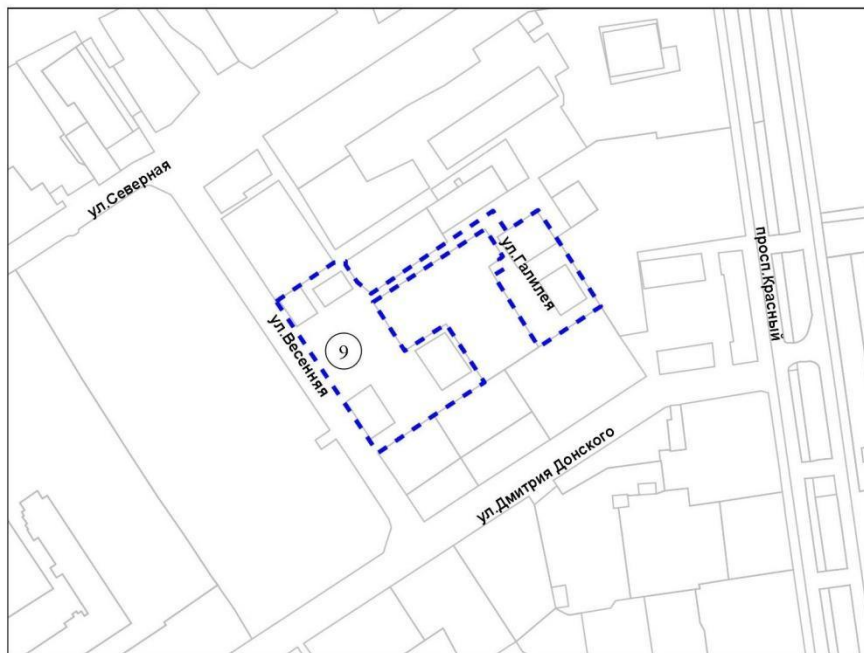 ул.Северная
ул.Галилея
просп.Красный
ул.Весенняя
9
ул.Дмитрия Донского